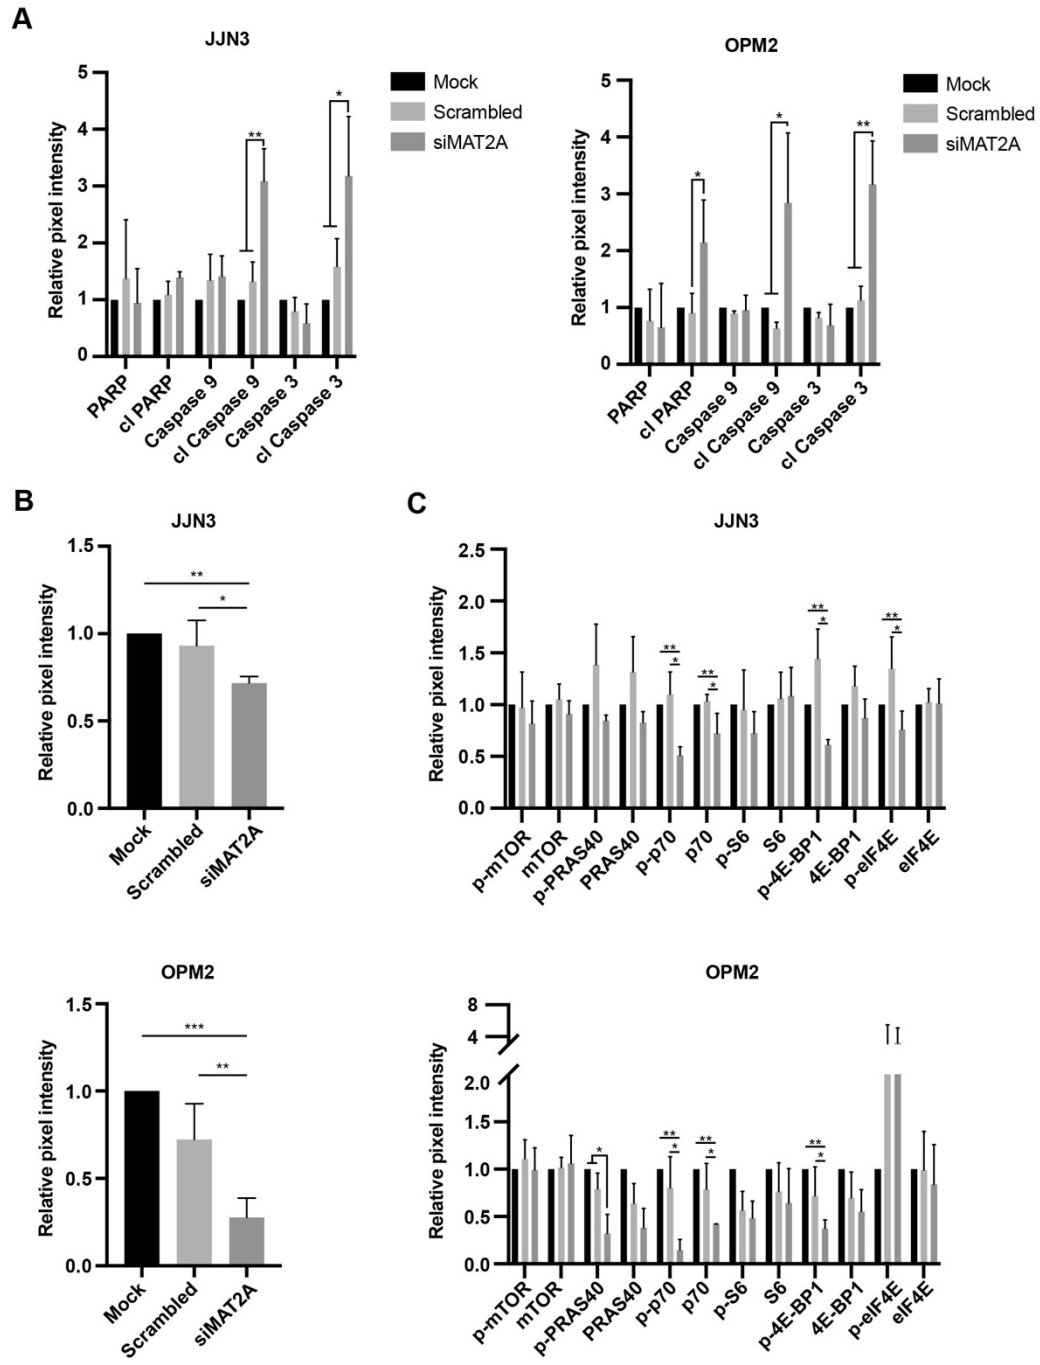 A
JJN3
Relative pixel intensity
5
4
3
2
1
0
*
**
PARP
cl PARP
Caspase 9
cl Caspase 9
Caspase 3
cl Caspase 3
Mock
Scrambled
siMAT2A
OPM2
Relative pixel intensity
5
4
3
2
1
0
*
*
**
PARP
cl PARP
Caspase 9
cl Caspase 9
Caspase 3
cl Caspase 3
Mock
Scrambled
siMAT2A
B
JJN3
Relative pixel intensity
1.5
1.0
0.5
0.0
**
*
Mock
Scrambled
siMAT2A
OPM2
Relative pixel intensity
1.5
1.0
0.5
0.0
***
**
Mock
Scrambled
siMAT2A
C
JJN3
Relative pixel intensity
2.5
2.0
1.5
1.0
0.5
0.0
**
*
**
*
**
*
**
*
p-mTOR
mTOR
p-PRAS40
PRAS40
p-p70
p70
p-S6
S6
p-4E-BP1
4E-BP1
p-eIF4E
eIF4E
OPM2
Relative pixel intensity
8
4
2.0
1.5
1.0
0.5
0.0
*
**
*
**
*
**
*
p-mTOR
mTOR
p-PRAS40
PRAS40
p-p70
p70
p-S6
S6
p-4E-BP1
4E-BP1
p-eIF4E
eIF4E